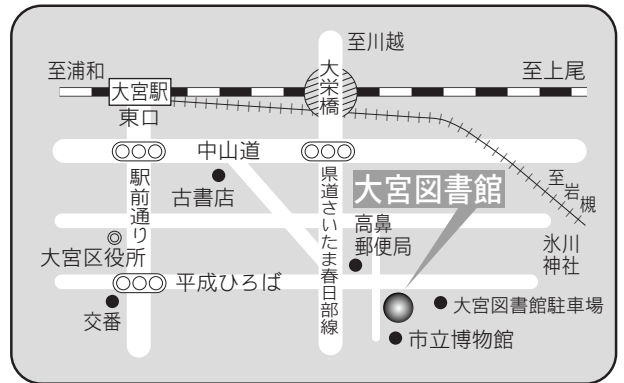 至川越
至浦和
至上尾
大宮駅
大栄橋
東口
中山道
古書店
駅前通り
県道さいたま春日部線
大宮図書館
至岩槻
高鼻
郵便局
氷川
神社
大宮区役所
平成ひろば
交番
大宮図書館駐車場
市立博物館